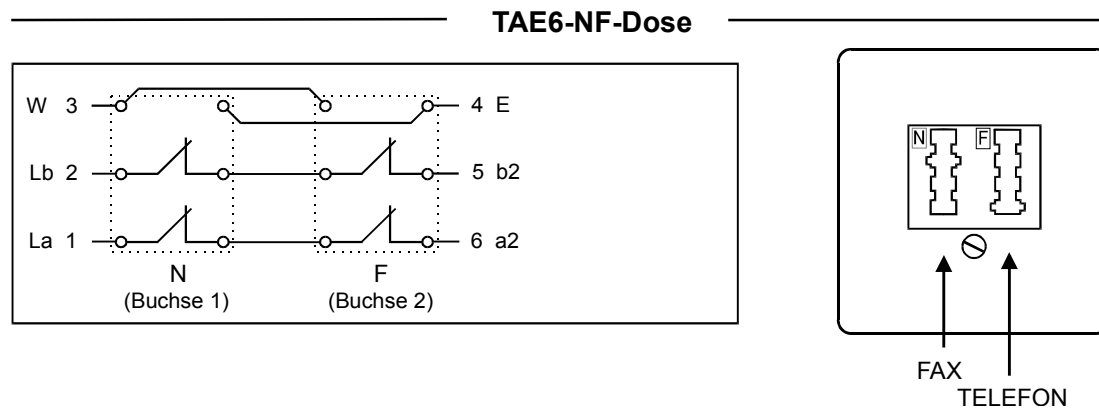 TAE6-NF-Dose
W 3
4 E
Lb 2
5 b2
La 1
6 a2
N
(Buchse 1)
F
(Buchse 2)
N
F
FAX
TELEFON